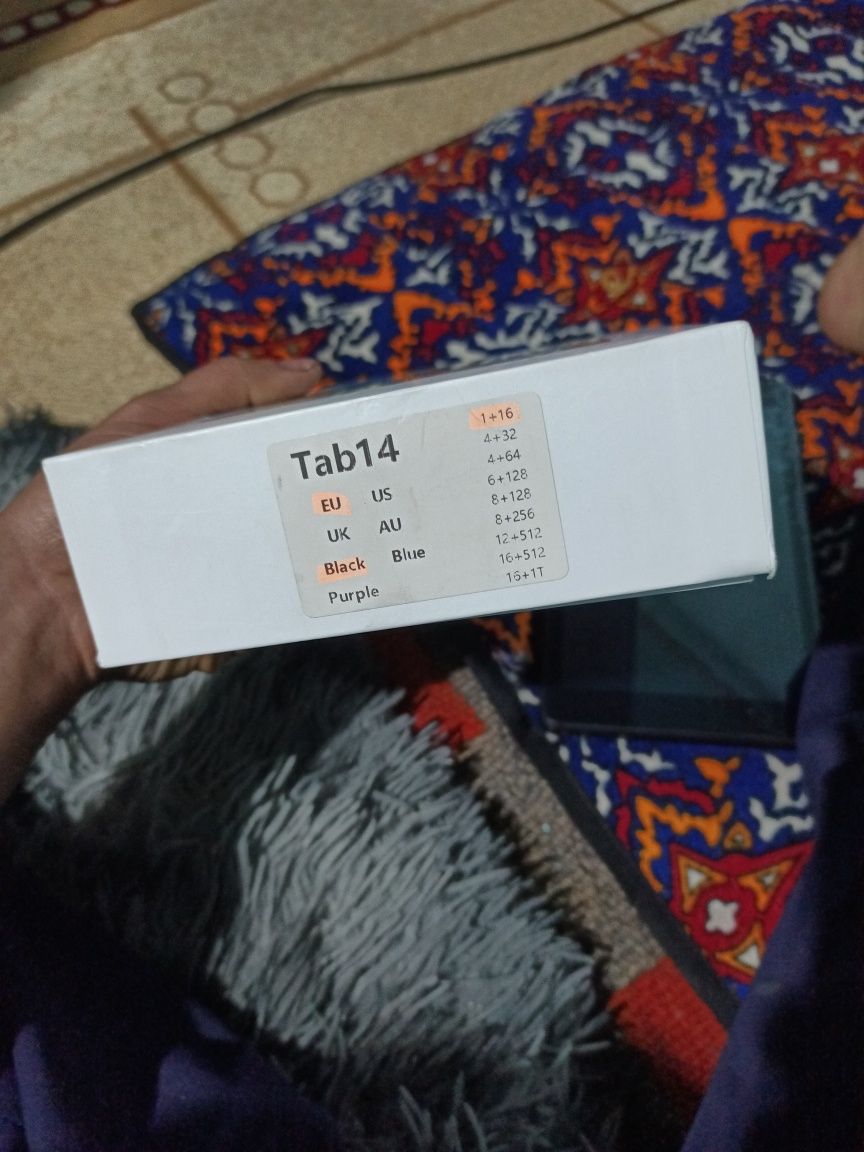 Tab14
EU US
UK AU
Black Blue
Purple
1+16
4+32
4+64
6+128
8+128
8+256
12+512
16+512
16+1T